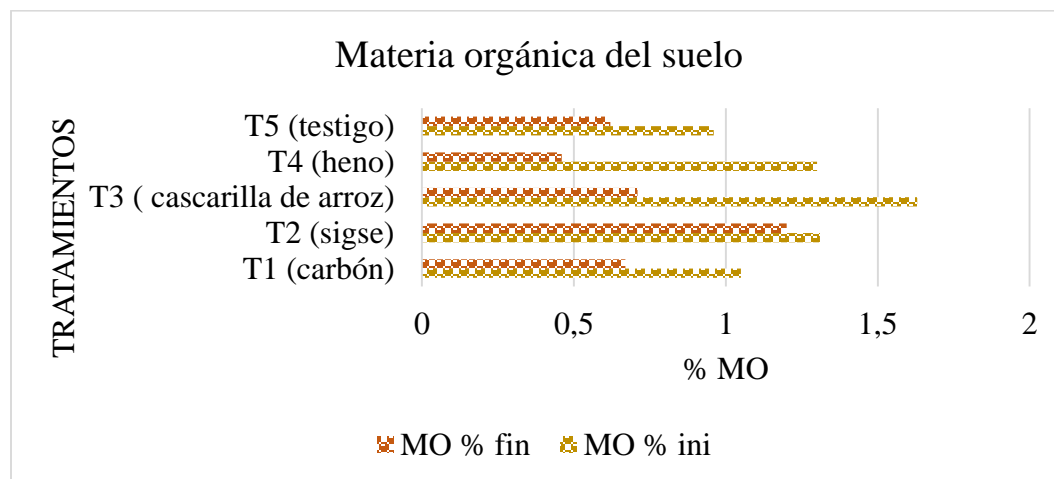 Materia orgánica del suelo
TRATAMIENTOS
T5 (testigo)
T4 (heno)
T3 ( cascarilla de arroz)
T2 (sigse)
T1 (carbón)
0 0,5 1 1,5 2
% MO
MO % fin MO % ini